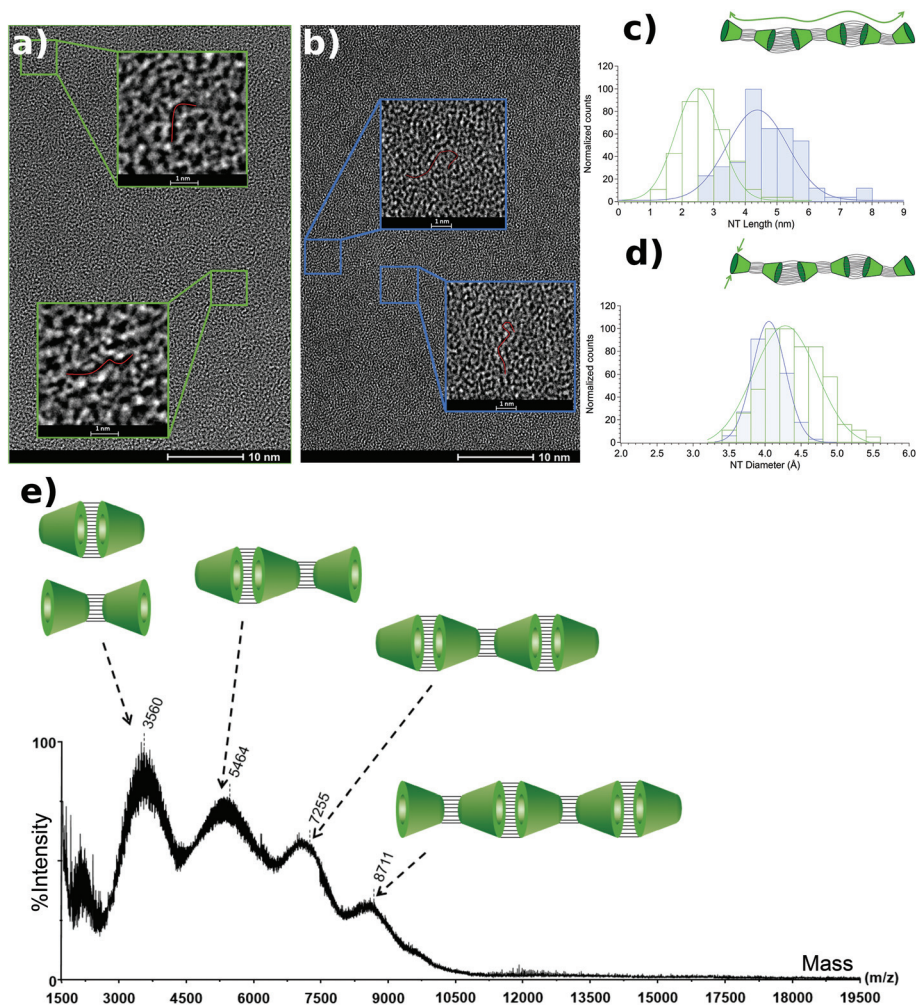 a)
1 nm
1 nm
10 nm
b)
1 nm
1 nm
10 nm
c)
Normalized counts
120
100
80
60
40
20
0
0 1 2 3 4 5 6 7 8 9
NT Length (nm)
d)
Normalized counts
120
100
80
60
40
20
0
2.0 2.5 3.0 3.5 4.0 4.5 5.0 5.5 6.0
NT Diameter (Å)
e)
3560
5464
7255
8711
100
%Intensity
0
Mass
(m/z)
1500 3000 4500 6000 7500 9000 10500 12000 13500 15000 16500 18000 19500